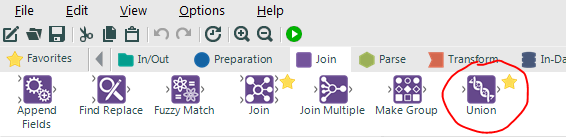 File Edit View Options Help
Favorites In/Out Preparation Join Parse Transform In-Da
Append Fields Find Replace Fuzzy Match Join Join Multiple Make Group Union